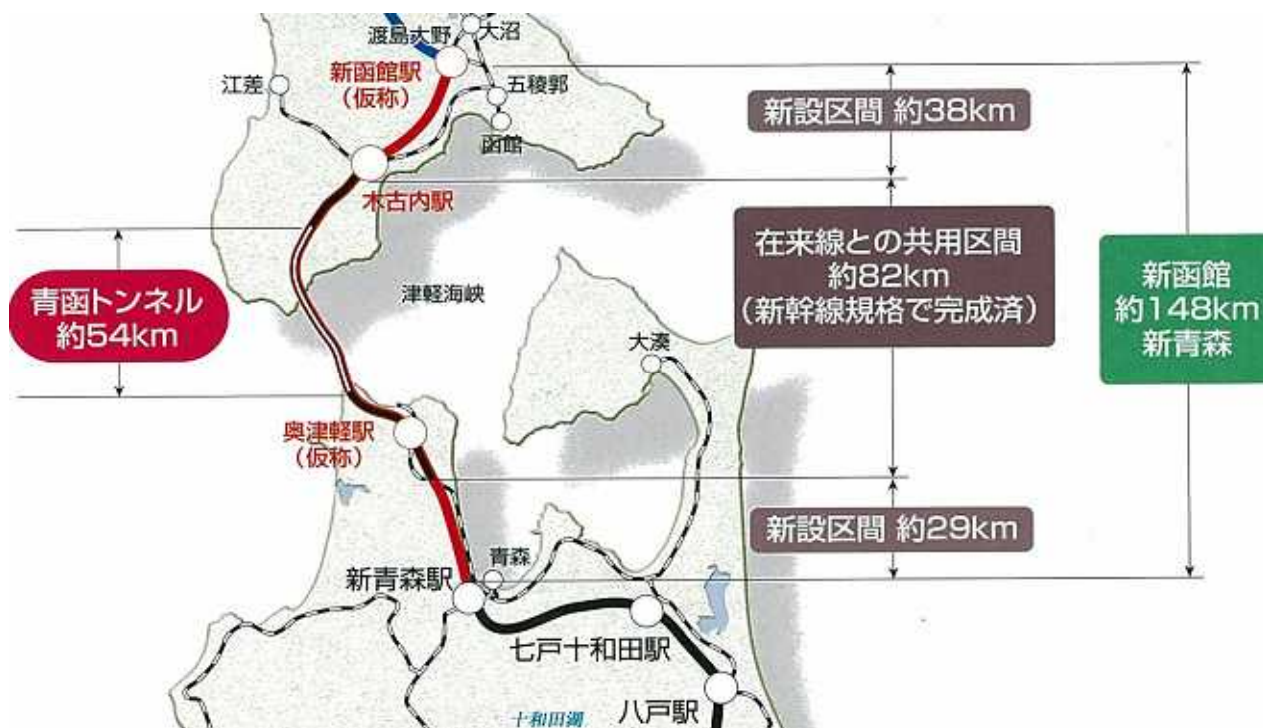 渡島大野
大沼
新函館駅
（仮称）
江差
五稜郭
函館
木古内駅
新設区間 約38km
在来線との共用区間
約82km
（新幹線規格で完成済）
新函館
約148km
新青森
青函トンネル
約54km
津軽海峡
大湊
奥津軽駅
（仮称）
新設区間 約29km
青森
新青森駅
七戸十和田駅
八戸駅
十和田湖